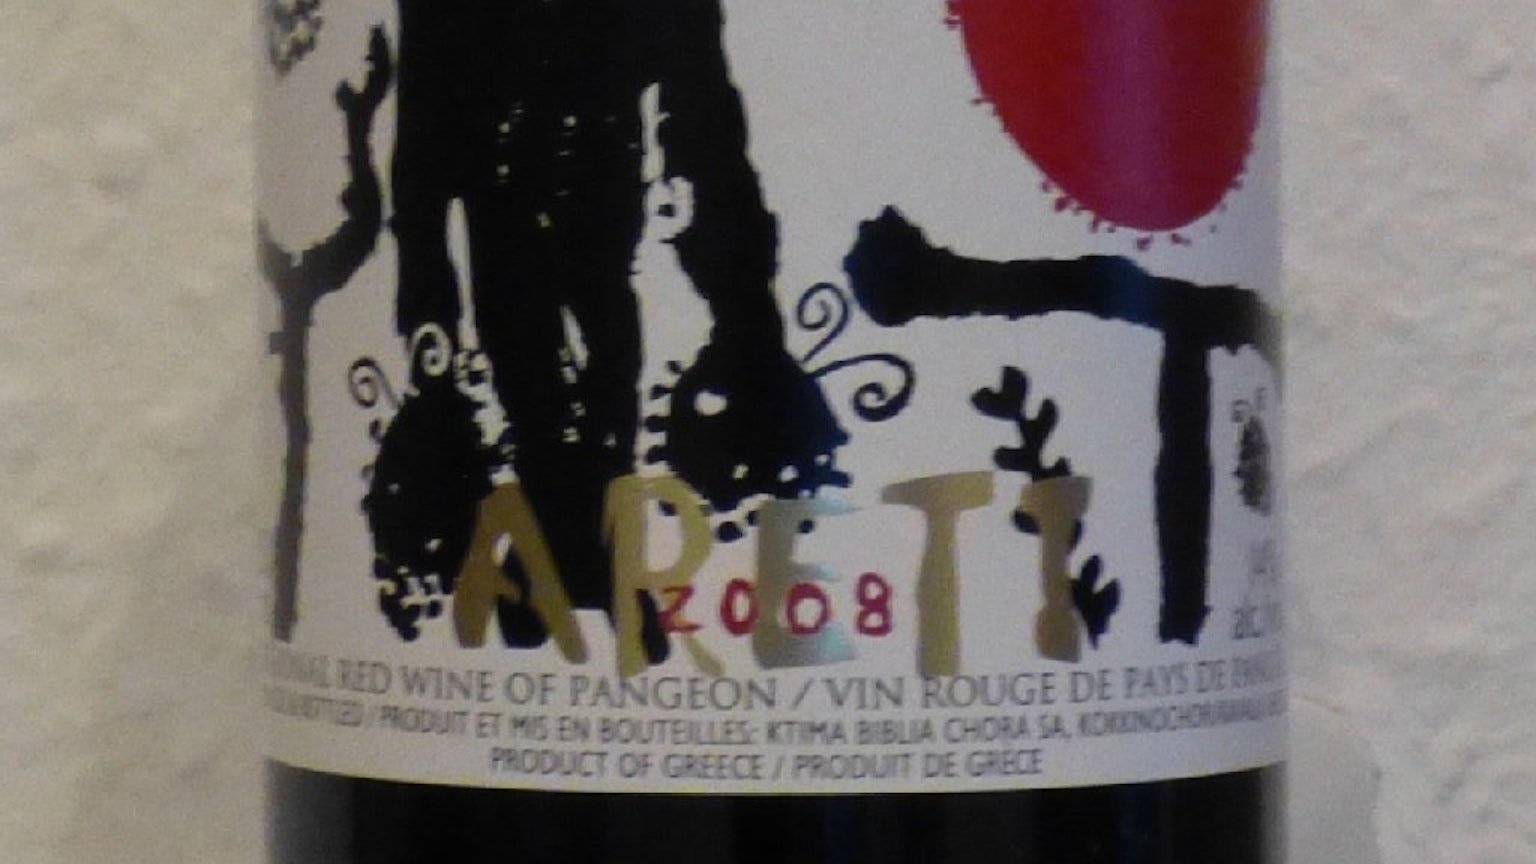 ARETI
2008
RED WINE OF PANGEON / VIN ROUGE DE PAYS DE
BOTTLED / PRODUIT ET MIS EN BOUTEILLES: KTIMA BIBLIA CHORA SA,
PRODUCT OF GREECE / PRODUIT DE GRECE